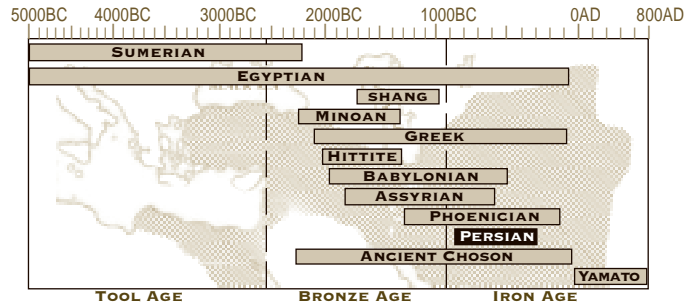 5000BC 4000BC 3000BC 2000BC 1000BC 0AD 800AD
SUMERIAN
EGYPTIAN
SHANG
MINOAN
GREEK
HITTITE
BABYLONIAN
ASSYRIAN
PHOENICIAN
PERSIAN
ANCIENT CHOSON
YAMATO
TOOL AGE BRONZE AGE IRON AGE